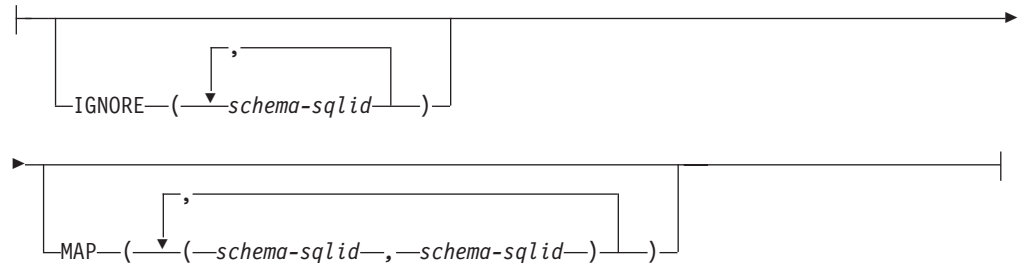 ,
IGNORE ( schema-sqlid )
,
MAP ( ( schema-sqlid , schema-sqlid ) )